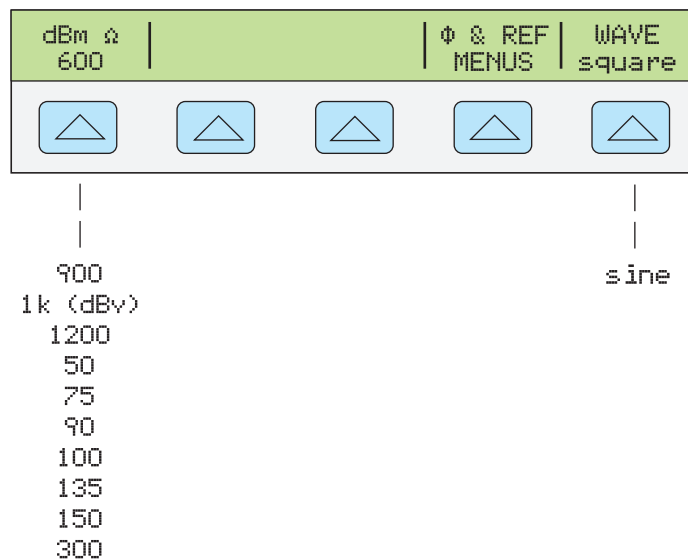 dBm Ω
600
Φ & REF
MENUS
WAVE
square
900
1k (dBv)
1200
50
75
90
100
135
150
300
sine